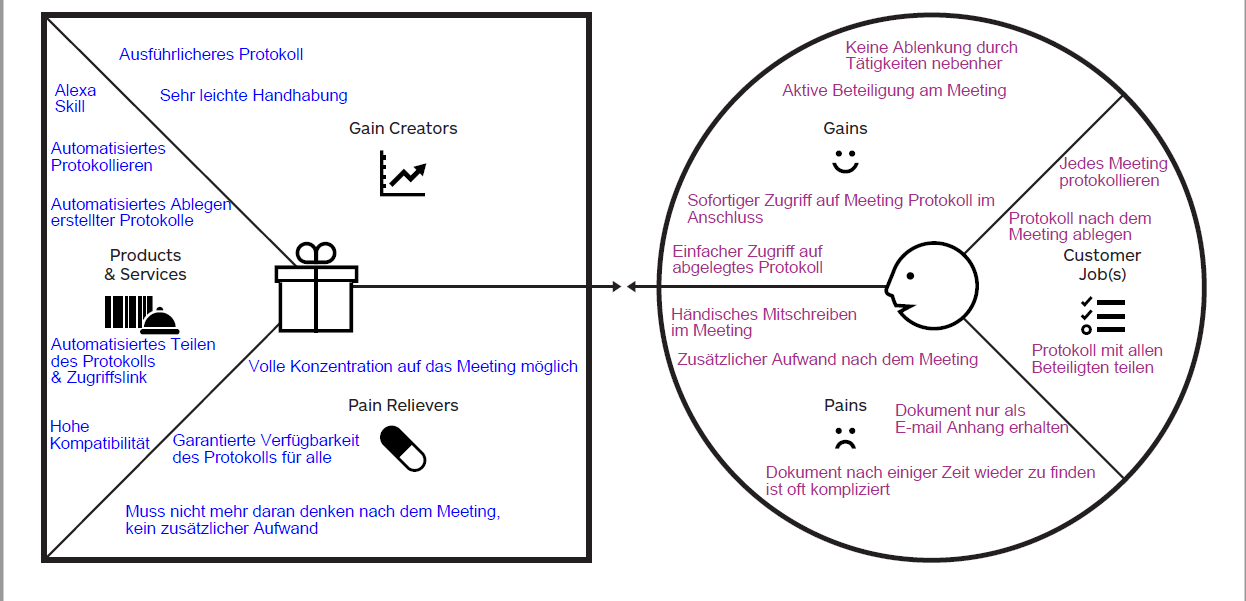 Ausführlicheres Protokoll
Sehr leichte Handhabung
Gain Creators
Alexa
Skill
Automatisiertes
Protokollieren
Automatisiertes Ablegen
erstellter Protokolle
Products
& Services
Automatisiertes Teilen
des Protokolls
& Zugriffslink
Hohe
Kompatibilität
Volle Konzentration auf das Meeting möglich
Pain Relievers
Garantierte Verfügbarkeit
des Protokolls für alle
Muss nicht mehr daran denken nach dem Meeting,
kein zusätzlicher Aufwand
Keine Ablenkung durch
Tätigkeiten nebenher
Aktive Beteiligung am Meeting
Gains
Sofortiger Zugriff auf Meeting Protokoll im
Anschluss
Einfacher Zugriff auf
abgelegtes Protokoll
Jedes Meeting
protokollieren
Protokoll nach dem
Meeting ablegen
Customer
Job(s)
Protokoll mit allen
Beteiligten teilen
Händisches Mitschreiben
im Meeting
Zusätzlicher Aufwand nach dem Meeting
Pains
Dokument nur als
E-mail Anhang erhalten
Dokument nach einiger Zeit wieder zu finden
ist oft kompliziert